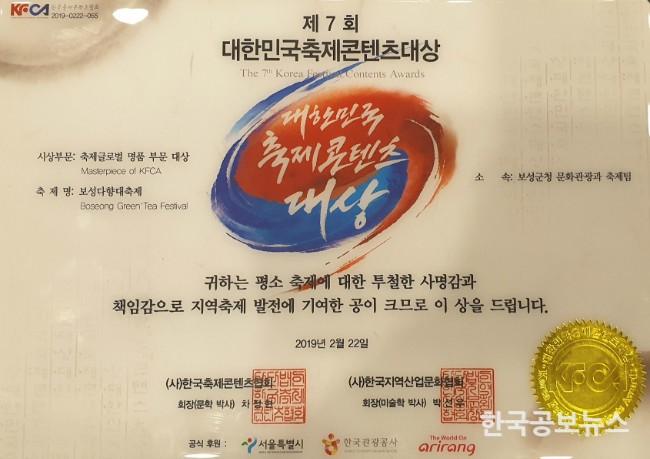 KFCA 한국축제콘텐츠협회
2019-0222-055
제 7 회
대한민국축제콘텐츠대상
The 7th Korea Festival Contents Awards
대한민국
축제콘텐츠
대상
시상부문: 축제글로벌 명품 부문 대상
Masterpiece of KFCA
축 제 명: 보성다향대축제
Boseong Green Tea Festival
소 속: 보성군청 문화관광과 축제팀
귀하는 평소 축제에 대한 투철한 사명감과
책임감으로 지역축제 발전에 기여한 공이 크므로 이 상을 드립니다.
2019년 2월 22일
(사)한국축제콘텐츠협회
회장(문학 박사) 차 정 현
(사)한국지역산업문화협회
회장(미술학 박사) 박 선 우
KFCA
한국공보뉴스
공식 후원 :
서울특별시
한국관광공사
The World On
arirang